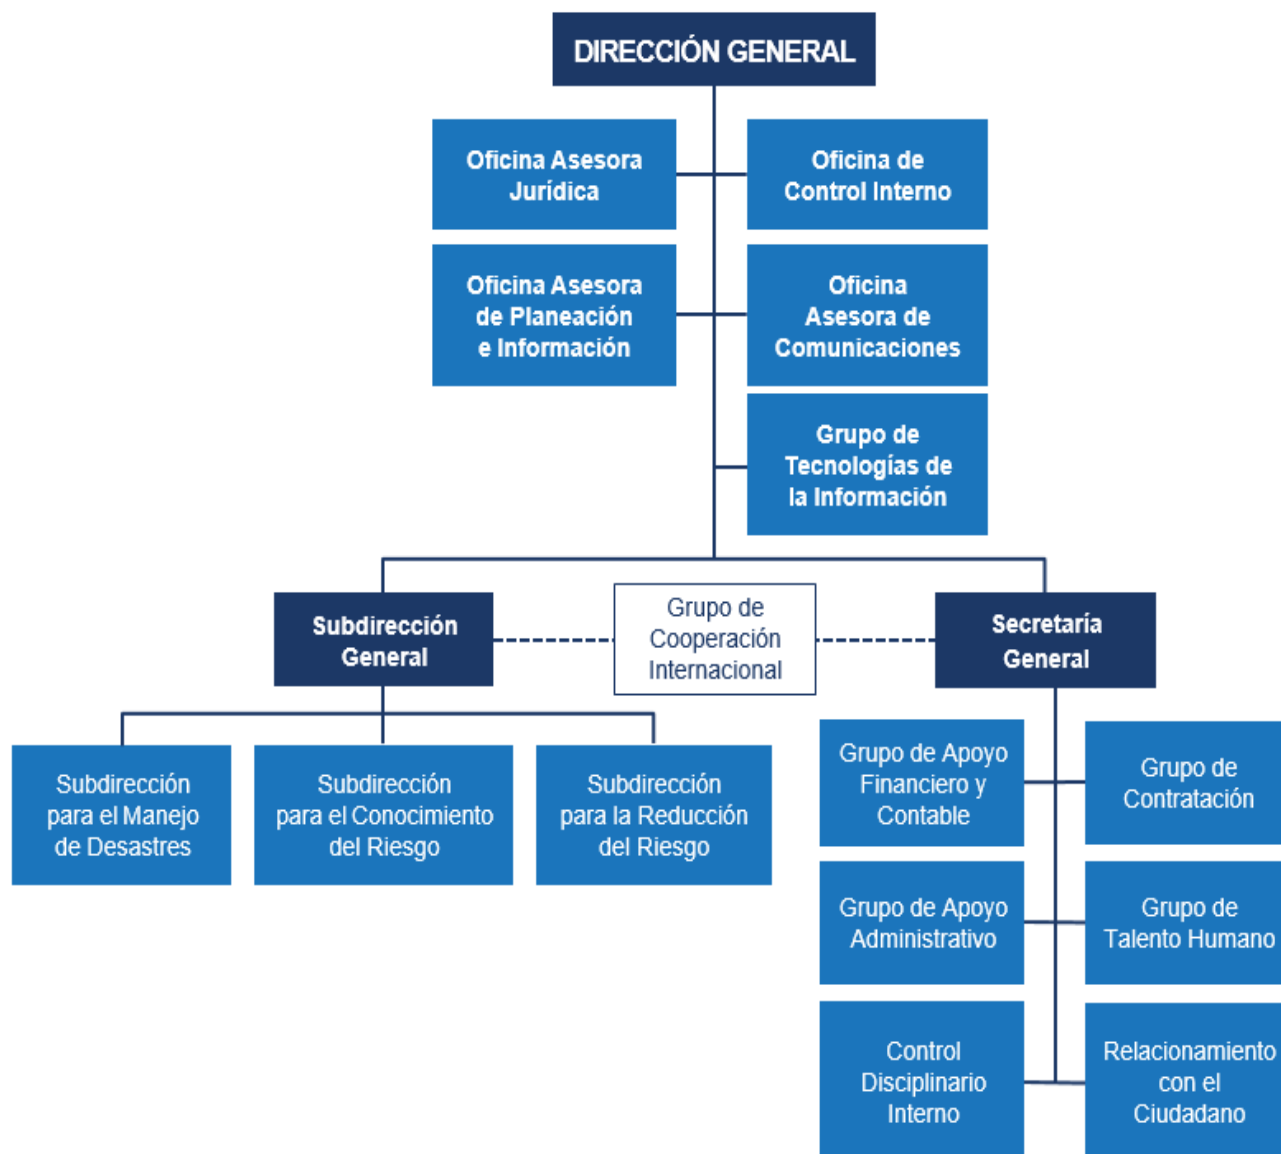 DIRECCIÓN GENERAL
Oficina Asesora
Jurídica
Oficina de
Control Interno
Oficina Asesora
de Planeación
e Información
Oficina
Asesora de
Comunicaciones
Grupo de
Tecnologías de
la Información
Subdirección
General
Grupo de
Cooperación
Internacional
Secretaría
General
Subdirección
para el Manejo
de Desastres
Subdirección
para el Conocimiento
del Riesgo
Subdirección
para la Reducción
del Riesgo
Grupo de Apoyo
Financiero y
Contable
Grupo de
Contratación
Grupo de Apoyo
Administrativo
Grupo de
Talento Humano
Control
Disciplinario
Interno
Relacionamiento
con el
Ciudadano